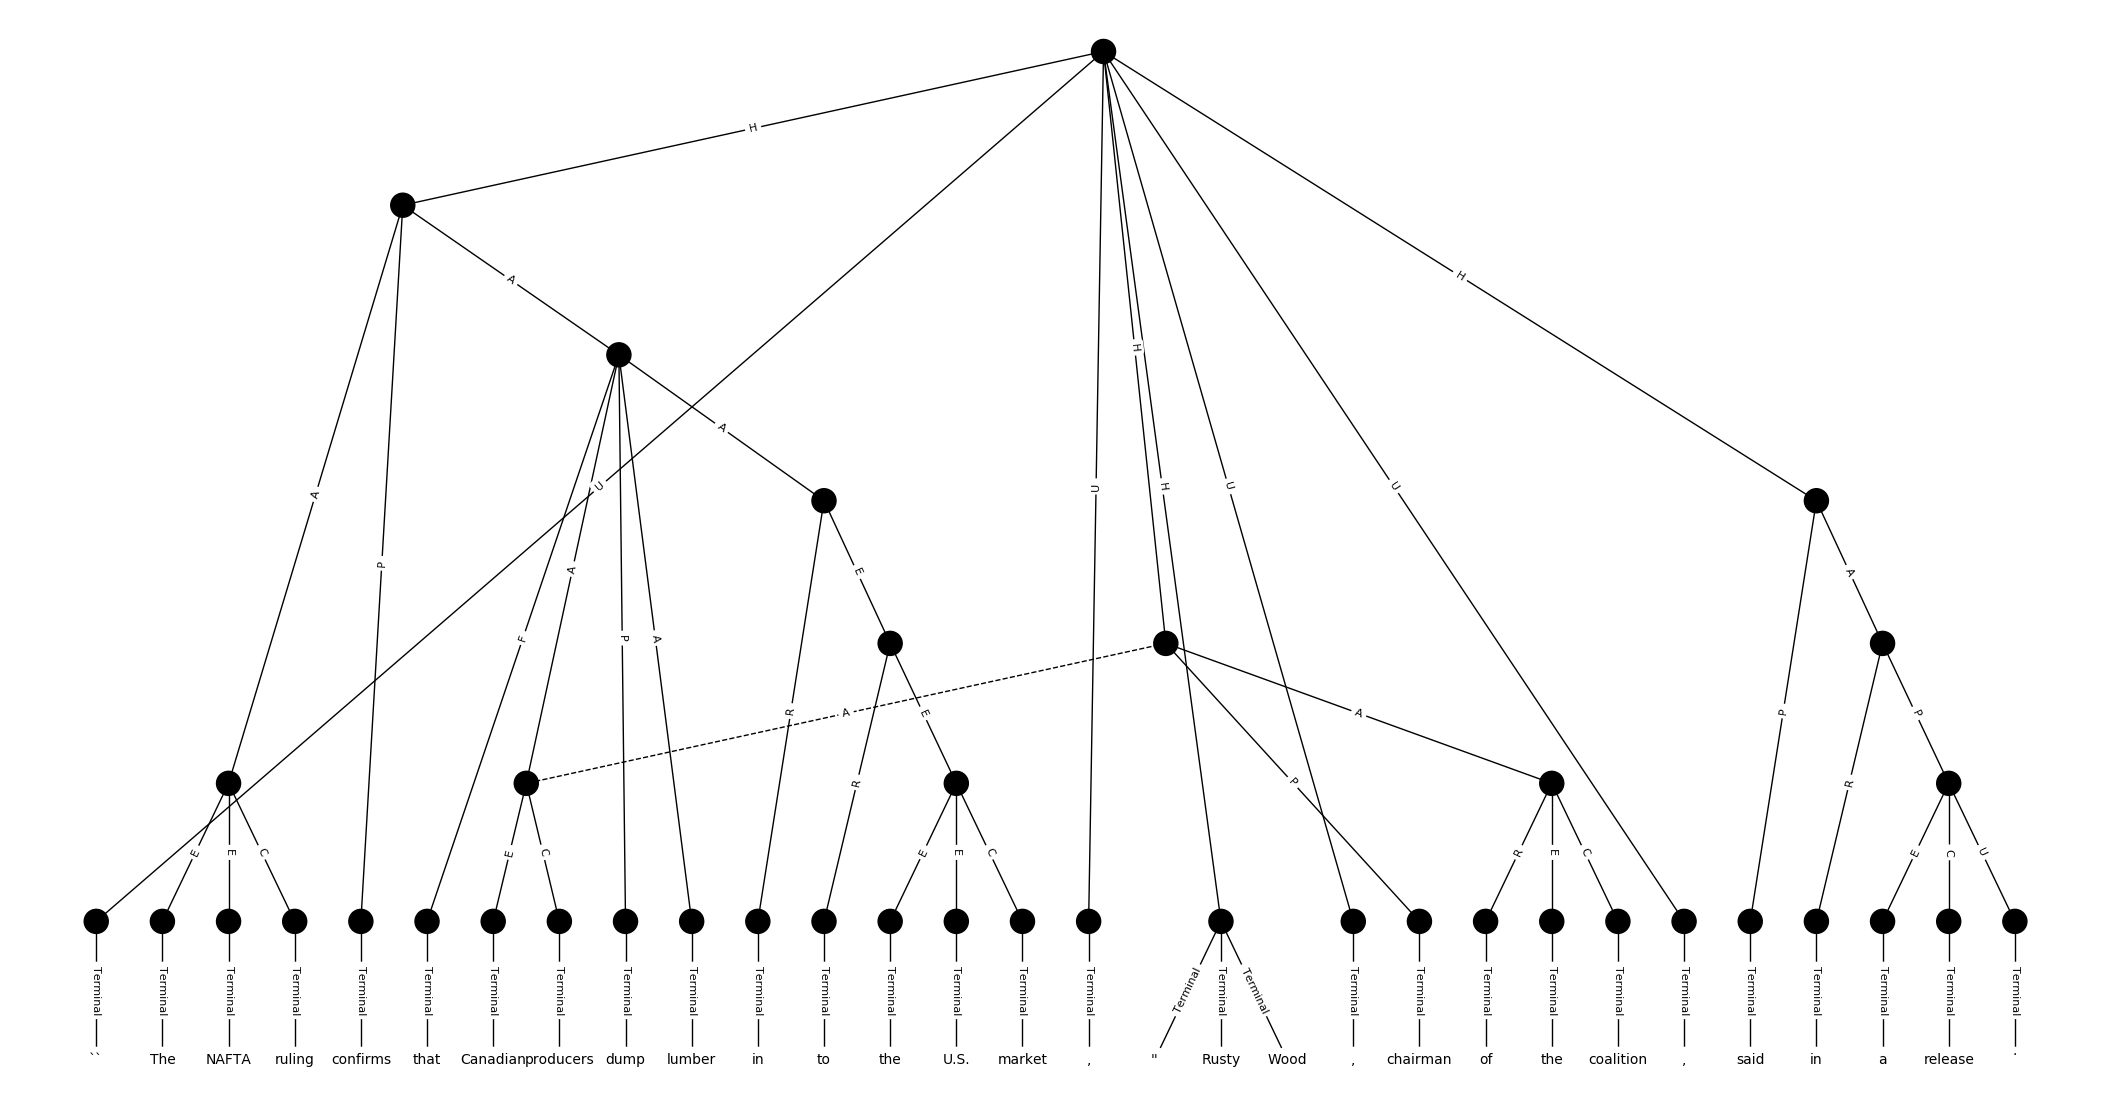 H
A
H
A
H
A
A U U H U U
A P A E A
F P A
R A A P P
R P R
E E C E C E E C R E C E C U
Terminal Terminal Terminal Terminal Terminal Terminal Terminal Terminal Terminal Terminal Terminal Terminal Terminal Terminal Terminal Terminal Terminal Terminal Terminal Terminal Terminal Terminal Terminal Terminal Terminal Terminal Terminal Terminal Terminal Terminal
`` The NAFTA ruling confirms that Canadian producers dump lumber in to the U.S. market , " Rusty Wood , chairman of the coalition , said in a release .